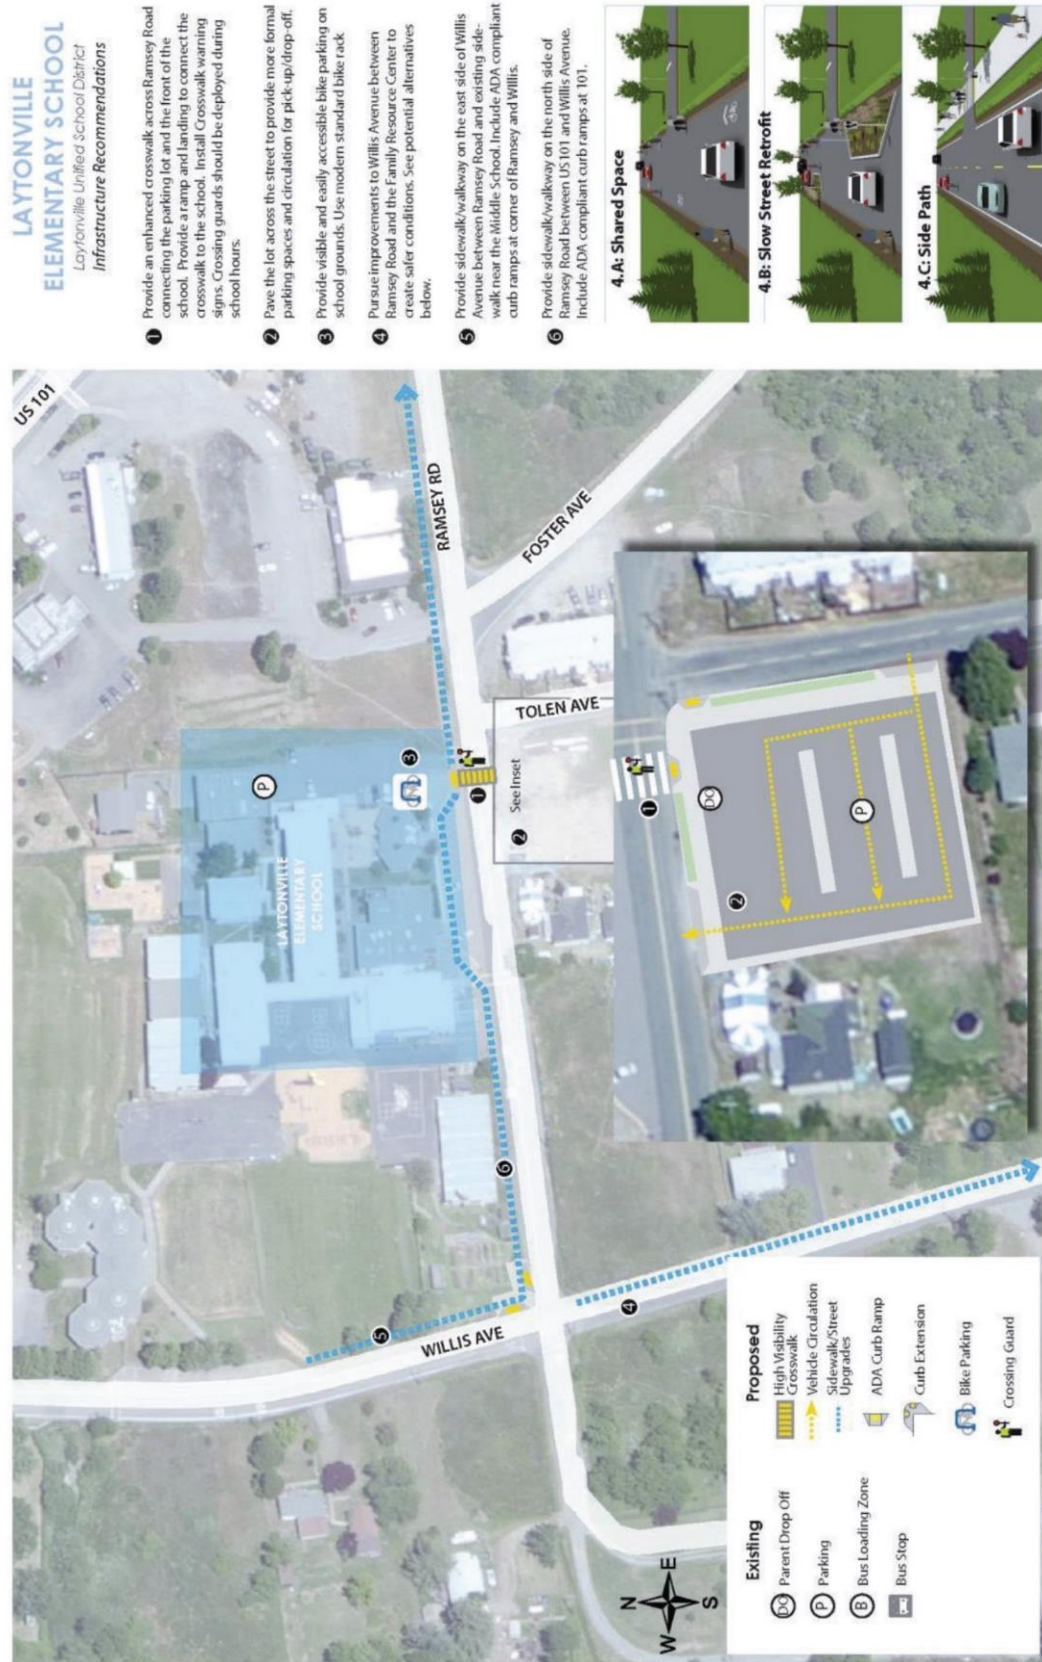 LAYTONVILLE
ELEMENTARY SCHOOL
Laytonville Unified School District
Infrastructure Recommendations
1 Provide an enhanced crosswalk across Ramsey Road
connecting the parking lot and the front of the
school. Provide a ramp and landing to connect the
crosswalk to the school. Install Crosswalk warning
signs. Crossing guards should be deployed during
school hours.
2 Pave the lot across the street to provide more formal
parking spaces and circulation for pick-up/drop-off.
3 Provide visible and easily accessible bike parking on
school grounds. Use modern standard bike rack
4 Pursue improvements to Willis Avenue between
Ramsey Road and the Family Resource Center to
create safer conditions. See potential alternatives
below.
5 Provide sidewalk/walkway on the east side of Willis
Avenue between Ramsey Road and existing side-
walk near the Middle School. Include ADA compliant
curb ramps at corner of Ramsey and Willis.
6 Provide sidewalk/walkway on the north side of
Ramsey Road between US101 and Willis Avenue.
Include ADA compliant curb ramps at 101.
4.A: Shared Space
4.B: Slow Street Retrofit
4.C: Side Path
US 101
RAMSEY RD
FOSTER AVE
TOLEN AVE
WILLIS AVE
LAYTONVILLE
ELEMENTARY
SCHOOL
P
3
1
2 See Inset
6
5
4
1
DO
2
P
N
W E
S
Existing
DO Parent Drop Off
P Parking
B Bus Loading Zone
Bus Stop
Proposed
High Visibility
Crosswalk
Vehicle Circulation
Sidewalk/Street
Upgrades
ADA Curb Ramp
Curb Extension
Bike Parking
Crossing Guard